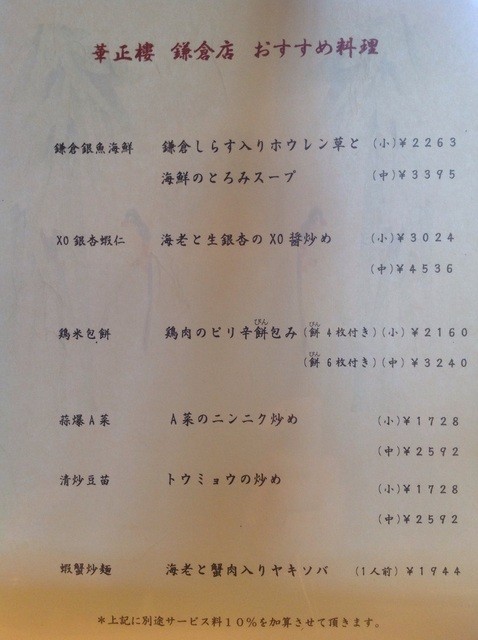 華正樓 鎌倉店 おすすめ料理
鎌倉銀魚海鮮 鎌倉しらす入りホウレン草と (小)¥2263
海鮮のとろみスープ (中)¥3395
XO銀杏蝦仁 海老と生銀杏のXO醤炒め (小)¥3024
(中)¥4536
鶏米包餅 鶏肉のピリ辛餅包み(餅4枚付き)(小)¥2160
(餅6枚付き)(中)¥3240
蒜爆A菜 A菜のニンニク炒め (小)¥1728
(中)¥2592
清炒豆苗 トウミョウの炒め (小)¥1728
(中)¥2592
蝦蟹炒麺 海老と蟹肉入りヤキソバ (1人前)¥1944
*上記に別途サービス料10%を加算させて頂きます。